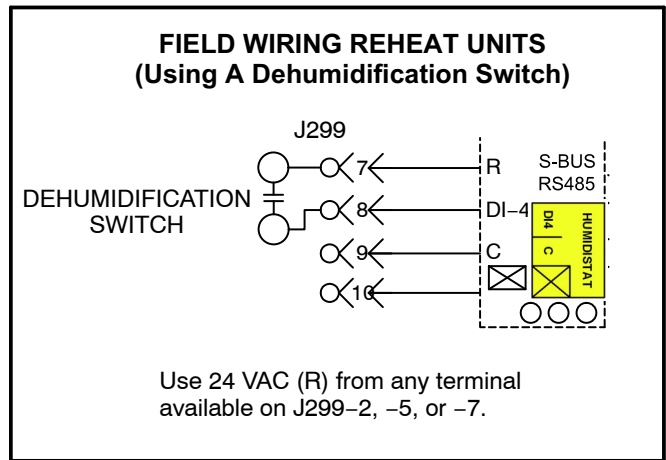 FIELD WIRING REHEAT UNITS
(Using A Dehumidification Switch)
J299
DEHUMIDIFICATION
SWITCH
7
R
8
DI−4
9
C
10
S-BUS
RS485
DI4
C
HUMIDISTAT
Use 24 VAC (R) from any terminal
available on J299−2, −5, or −7.